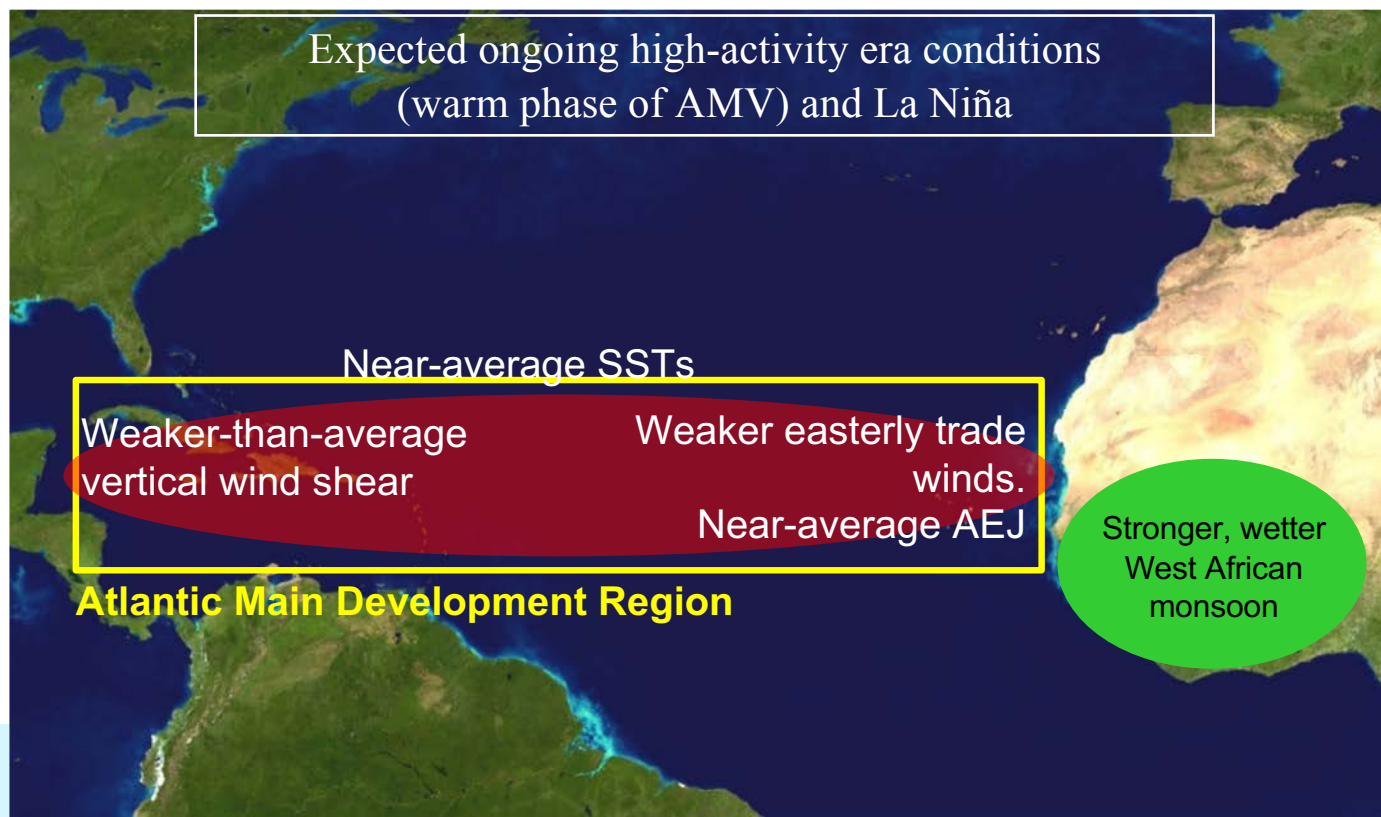 Expected ongoing high-activity era conditions
(warm phase of AMV) and La Niña
Near-average SSTs
Weaker-than-average
vertical wind shear
Weaker easterly trade
winds.
Near-average AEJ
Stronger, wetter
West African
monsoon
Atlantic Main Development Region